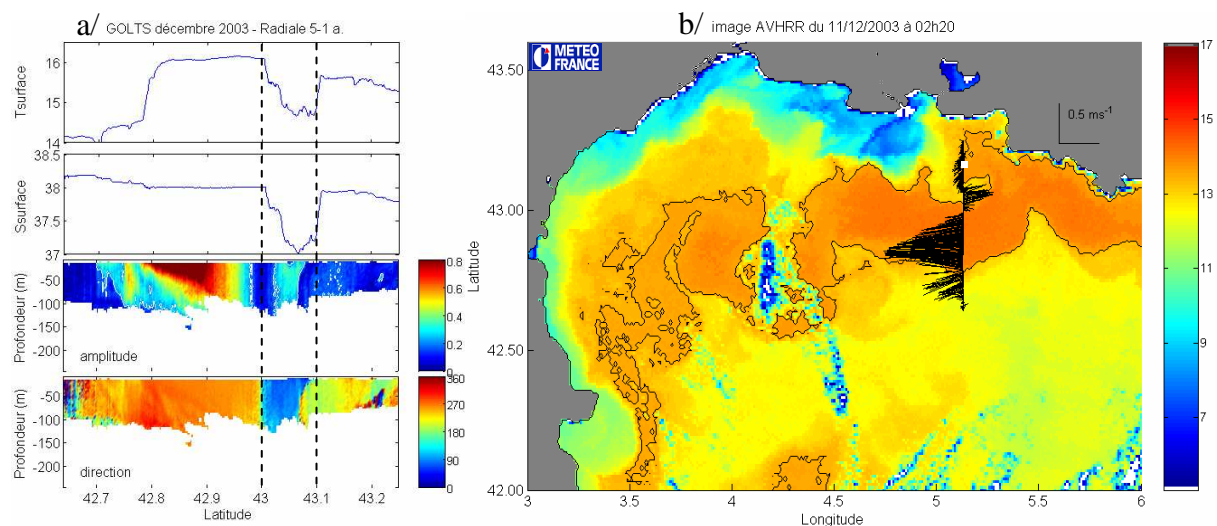 a/ GOLTS décembre 2003 - Radiale 5-1 a.
16
15
14
Tsurface
38.5
38
37.5
37
Ssurface
-50
-100
-150
-200
Profondeur (m)
amplitude
0.8
0.6
0.4
0.2
0
-50
-100
-150
-200
Profondeur (m)
direction
360
270
180
90
0
42.7 42.8 42.9 43 43.1 43.2
Latitude
b/ image AVHRR du 11/12/2003 à 02h20
METEO
FRANCE
0.5 ms-1
43.50
43.00
42.50
42.00
Latitude
3 3.5 4 4.5 5 5.5 6
Longitude
17
15
13
11
9
7